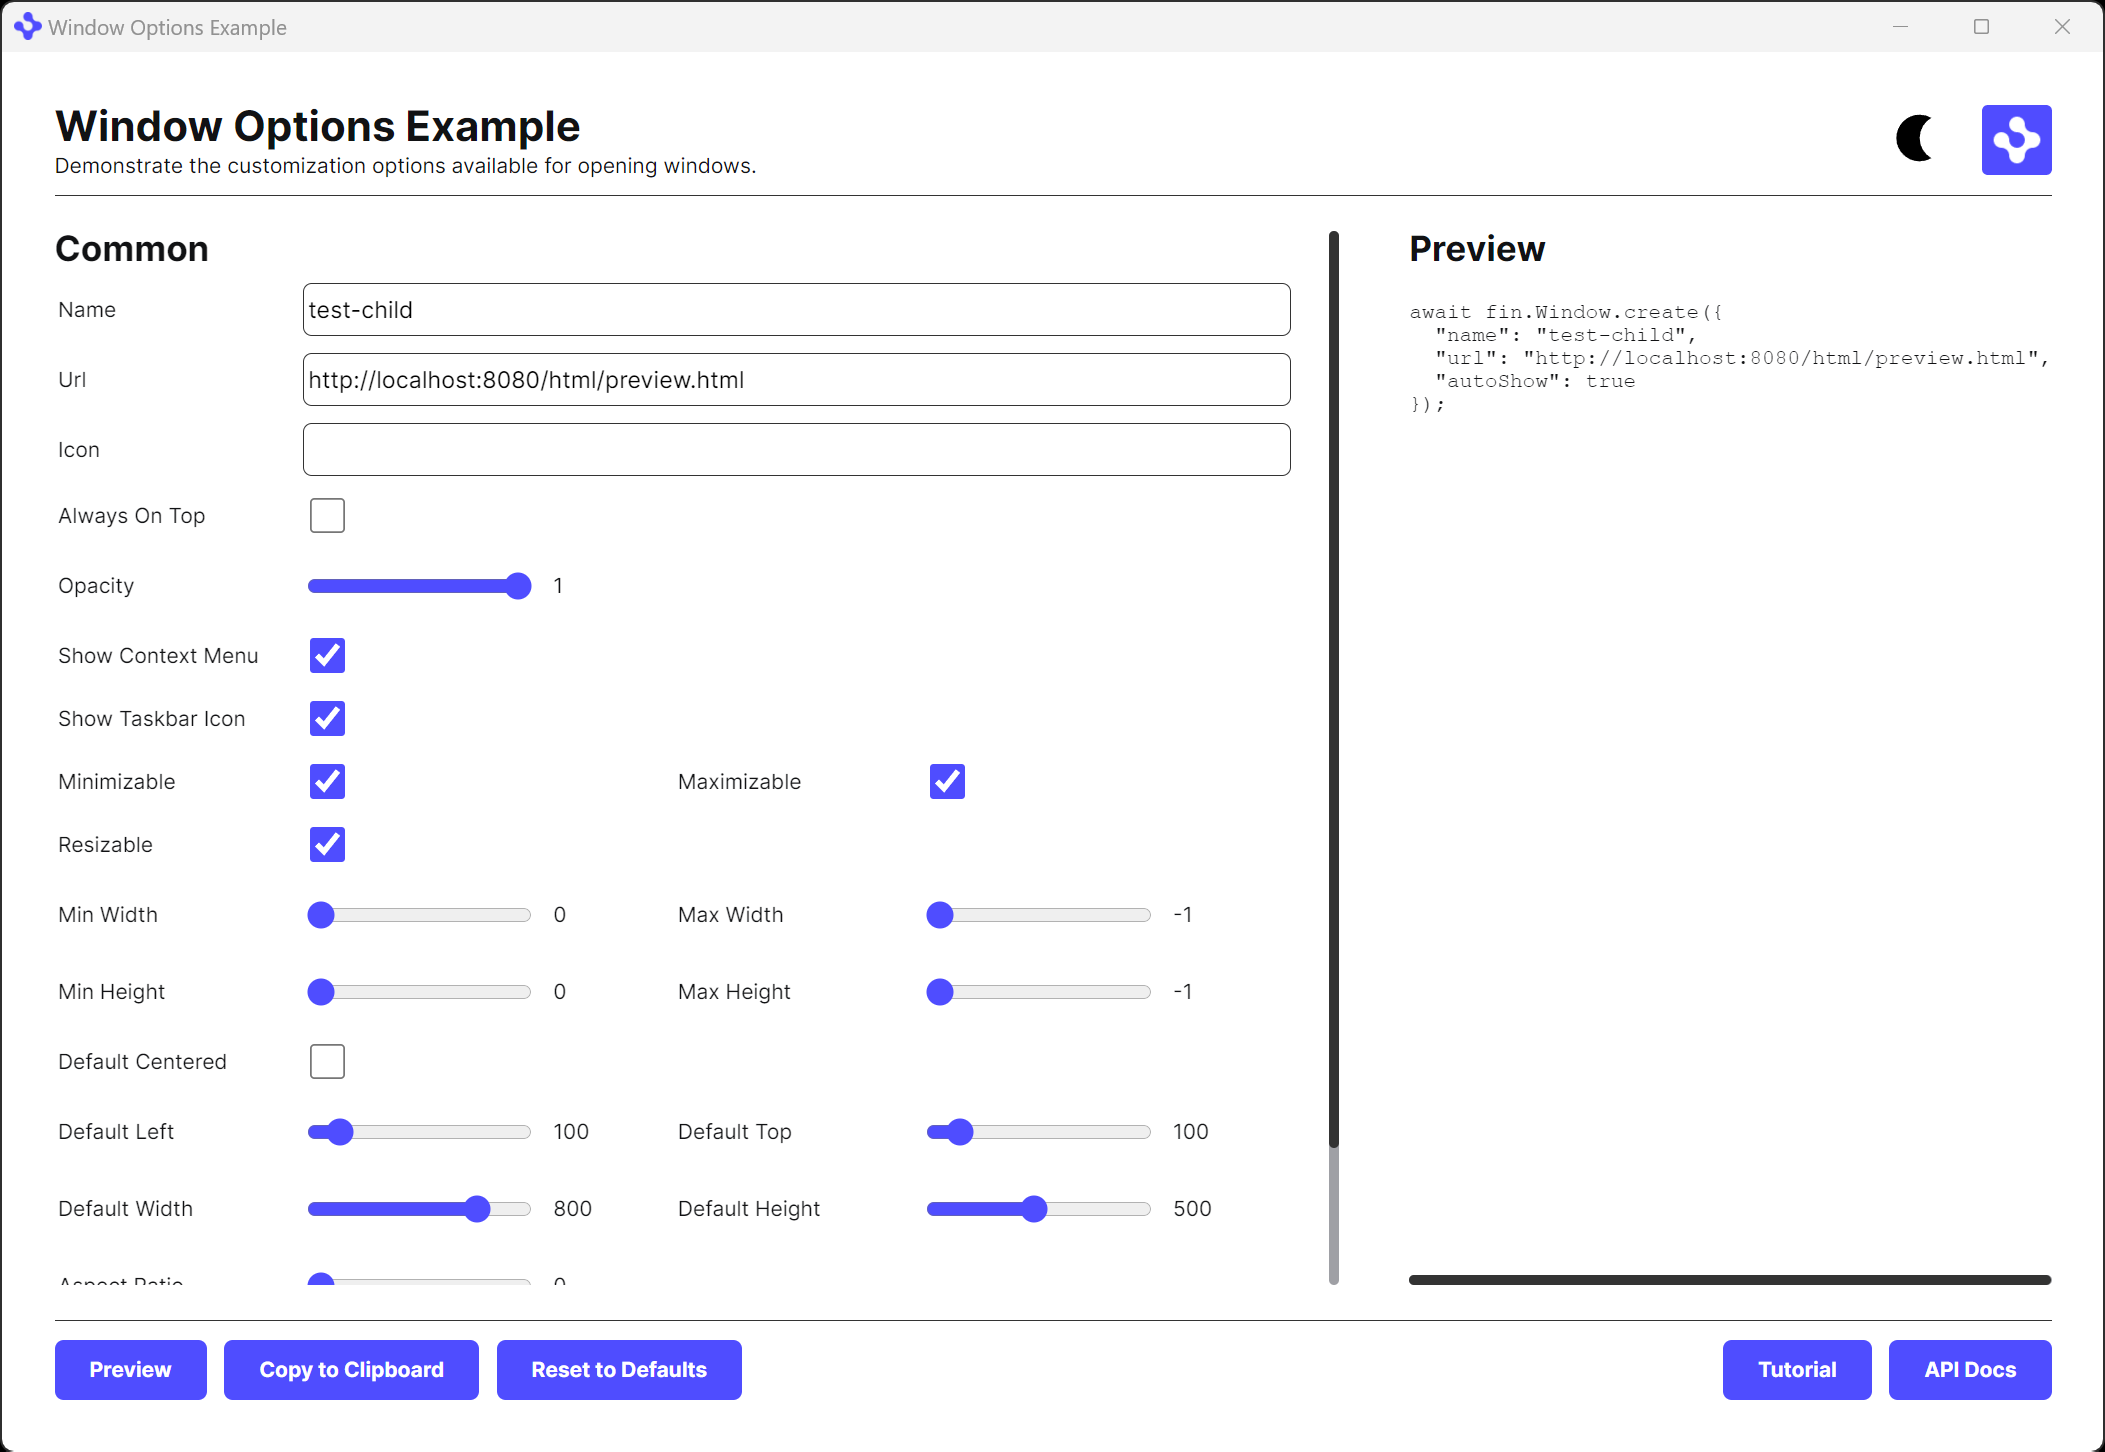 Window Options Example
Window Options Example
Demonstrate the customization options available for opening windows.
Common
Name test-child
Url http://localhost:8080/html/preview.html
Icon
Always On Top
Opacity 1
Show Context Menu
Show Taskbar Icon
Minimizable Maximizable
Resizable
Min Width 0 Max Width -1
Min Height 0 Max Height -1
Default Centered
Default Left 100 Default Top 100
Default Width 800 Default Height 500
Aspect Ratio 0
Preview
await fin.Window.create({
"name": "test-child",
"url": "http://localhost:8080/html/preview.html",
"autoShow": true
});
Preview Copy to Clipboard Reset to Defaults Tutorial API Docs